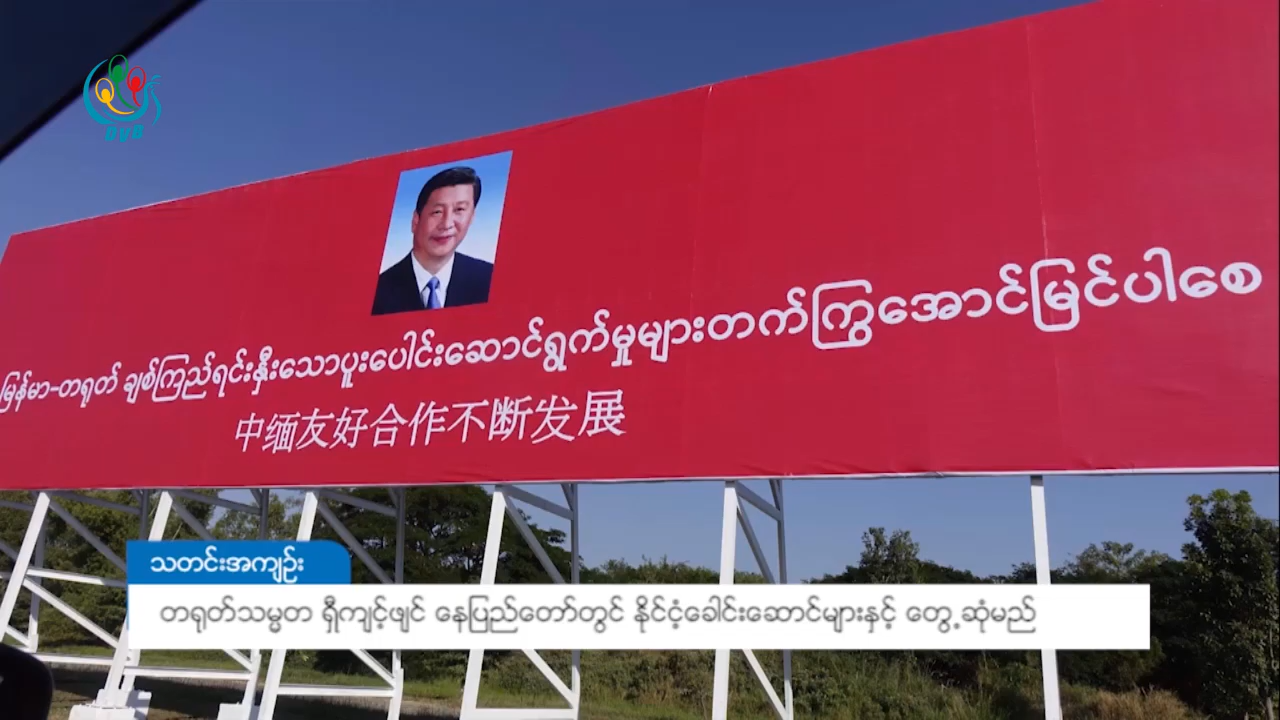 DVB
မြန်မာ-တရုတ် ချစ်ကြည်ရင်းနှီးသောပူးပေါင်းဆောင်ရွက်မှုများတက်ကြွအောင်မြင်ပါစေ
中缅友好合作不断发展
သတင်းအကျဉ်း
တရုတ်သမ္မတ ရှီကျင့်ဖျင် နေပြည်တော်တွင် နိုင်ငံ့ခေါင်းဆောင်များနှင့် တွေ့ဆုံမည်